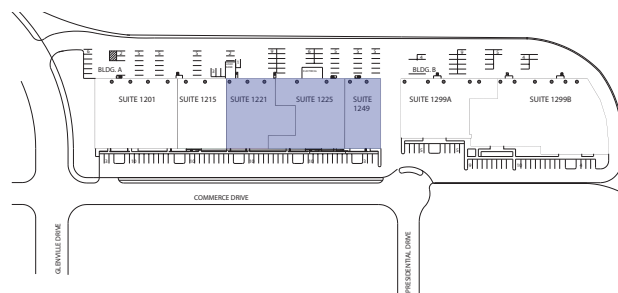 BLDG. A
BLDG. B
SUITE 1201
SUITE 1215
SUITE 1221
SUITE 1225
SUITE
1249
SUITE 1299A
SUITE 1299B
COMMERCE DRIVE
GLENVILLE DRIVE
PRESIDENTIAL DRIVE